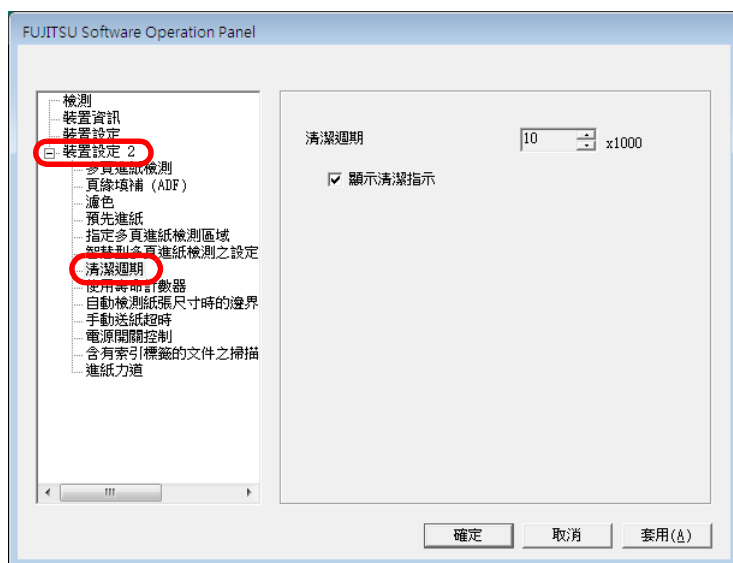 FUJITSU Software Operation Panel
檢測
裝置資訊
裝置設定
裝置設定 2
多頁進紙檢測
頁緣填補 (ADF)
濾色
預先進紙
指定多頁進紙檢測區域
智慧型多頁進紙檢測之設定
清潔週期
使用壽命計數器
自動檢測紙張尺寸時的邊界
手動送紙超時
電源開關控制
含有索引標籤的文件之掃描
進紙力道
清潔週期 10 x1000
顯示清潔指示
確定 取消 套用(A)